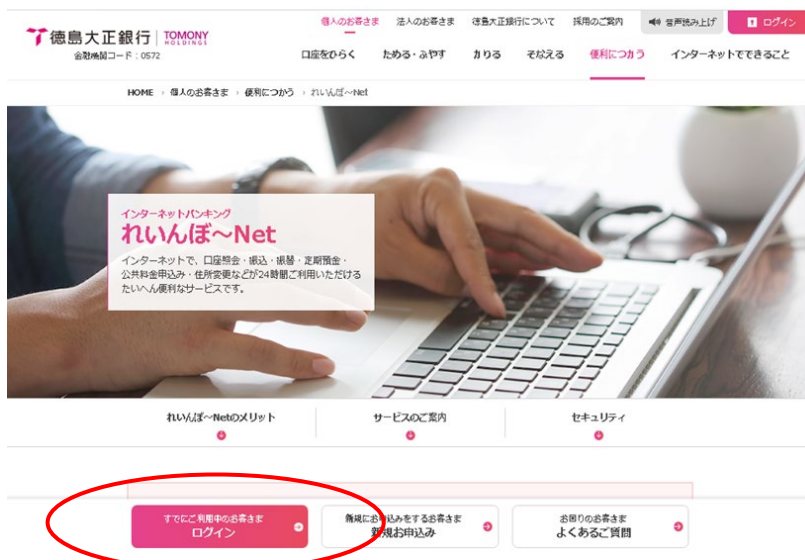 個人のお客さま 法人のお客さま 徳島大正銀行について 採用のご案内 音声読み上げ ログイン
徳島大正銀行 TOMONY HOLDINGS
金融機関コード：0572
口座をひらく ためる・ふやす かりる そなえる 便利につかう インターネットでできること
HOME › 個人のお客さま › 便利につかう › れいんぼ～Net
インターネットバンキング
れいんぼ～Net
インターネットで、口座照会・振込・振替・定期預金・
公共料金申込み・住所変更などが24時間ご利用いただける
たいへん便利なサービスです。
れいんぼ～Netのメリット サービスのご案内 セキュリティ
すでにご利用中のお客さま
ログイン
新規にお申込みをするお客さま
新規お申込み
お困りのお客さま
よくあるご質問